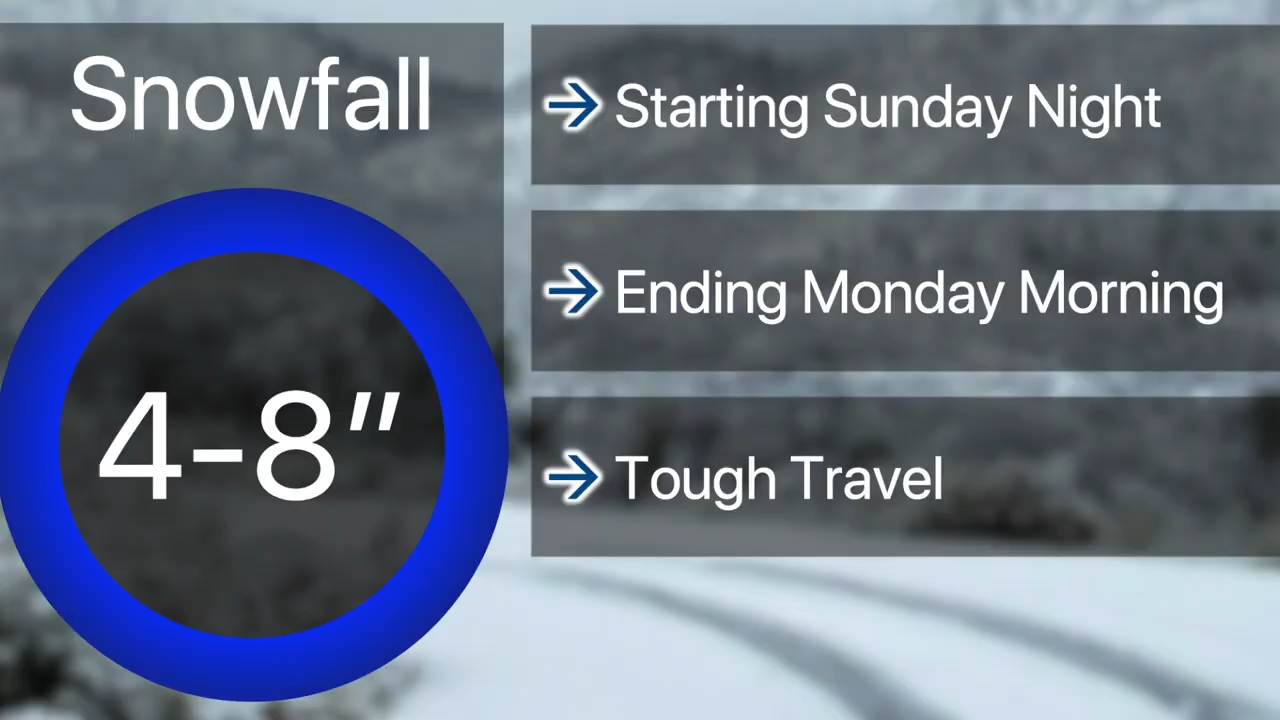 Snowfall
4-8"
Starting Sunday Night
Ending Monday Morning
Tough Travel